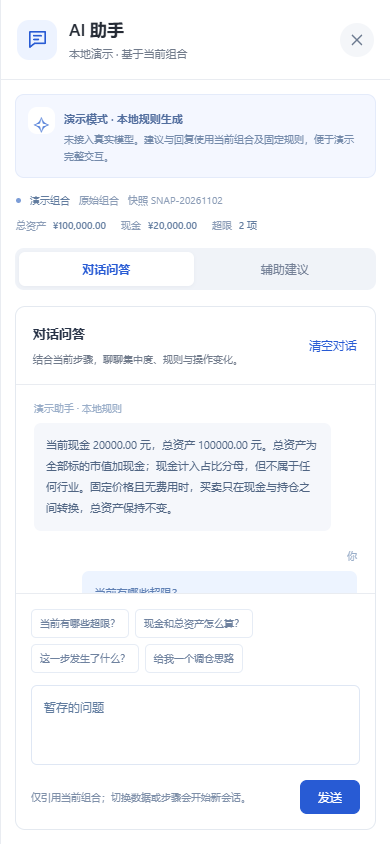 AI 助手
本地演示 · 基于当前组合
演示模式 · 本地规则生成
未接入真实模型。建议与回复使用当前组合及固定规则，便于演示
完整交互。
演示组合 原始组合 快照 SNAP-20261102
总资产 ¥100,000.00 现金 ¥20,000.00 超限 2 项
对话问答 辅助建议
对话问答
结合当前步骤，聊聊集中度、规则与操作变化。
清空对话
演示助手 · 本地规则
当前现金 20000.00 元，总资产 100000.00 元。总资产为
全部标的市值加现金；现金计入占比分母，但不属于任
何行业。固定价格且无费用时，买卖只在现金与持仓之
间转换，总资产保持不变。
你
当前有哪些超限？
当前有哪些超限？ 现金和总资产怎么算？
这一步发生了什么？ 给我一个调仓思路
暂存的问题
仅引用当前组合；切换数据或步骤会开始新会话。
发送